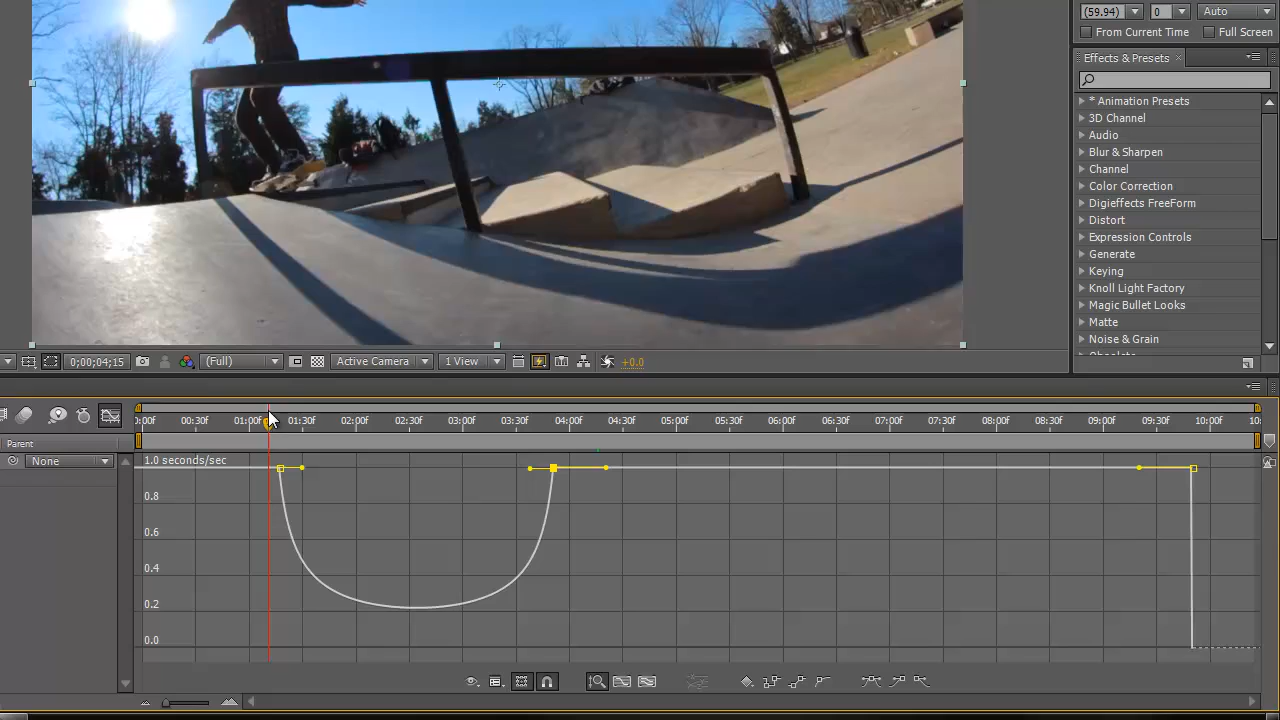 (59.94) 0 Auto
From Current Time Full Screen
Effects & Presets ×
* Animation Presets
3D Channel
Audio
Blur & Sharpen
Channel
Color Correction
Digieffects FreeForm
Distort
Expression Controls
Generate
Keying
Knoll Light Factory
Magic Bullet Looks
Matte
Noise & Grain
Obsolete
0;00;04;15 (Full) Active Camera 1 View +0.0
:00f 00:30f 01:00f 01:30f 02:00f 02:30f 03:00f 03:30f 04:00f 04:30f 05:00f 05:30f 06:00f 06:30f 07:00f 07:30f 08:00f 08:30f 09:00f 09:30f 10:00f 10:
Parent
None
1.0 seconds/sec
0.8
0.6
0.4
0.2
0.0